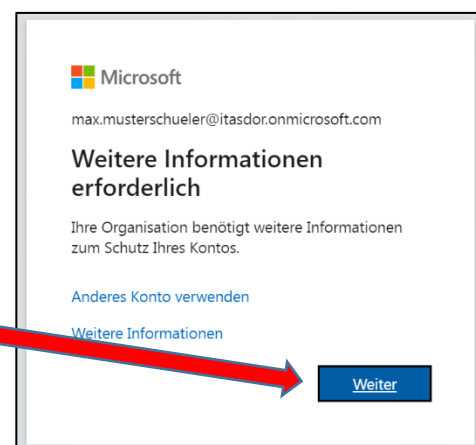 Microsoft
max.musterschueler@itasdor.onmicrosoft.com
Weitere Informationen
erforderlich
Ihre Organisation benötigt weitere Informationen
zum Schutz Ihres Kontos.
Anderes Konto verwenden
Weitere Informationen
Weiter